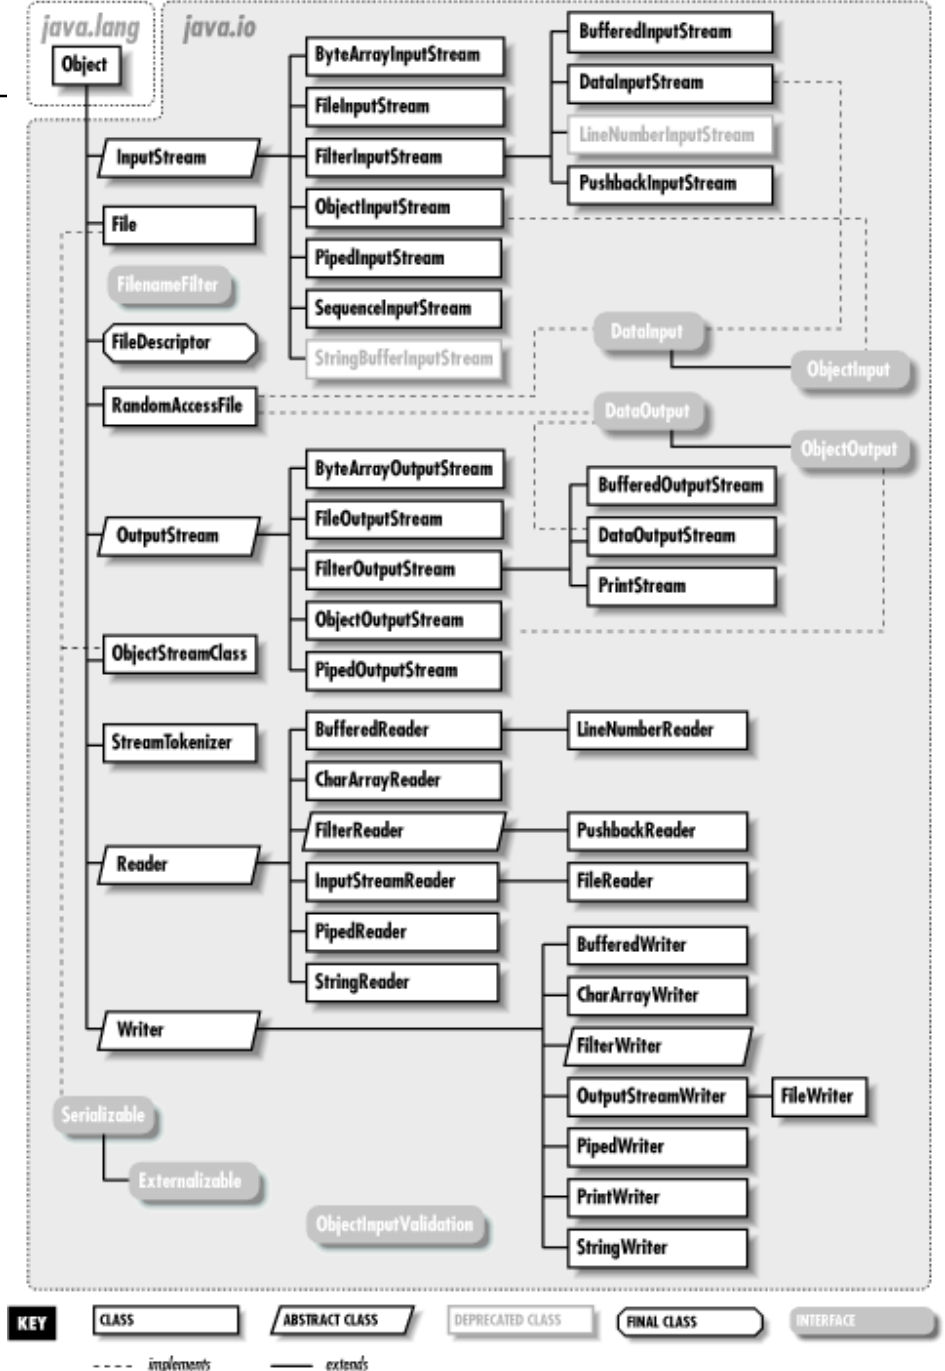 java.lang
java.io
Object
InputStream
File
FilenameFilter
FileDescriptor
RandomAccessFile
OutputStream
ObjectStreamClass
StreamTokenizer
Reader
Writer
Serializable
Externalizable
ByteArrayInputStream
FileInputStream
FilterInputStream
ObjectInputStream
PipedInputStream
SequenceInputStream
StringBufferInputStream
BufferedInputStream
DataInputStream
LineNumberInputStream
PushbackInputStream
DataInput
ObjectInput
DataOutput
ObjectOutput
ByteArrayOutputStream
FileOutputStream
FilterOutputStream
ObjectOutputStream
PipedOutputStream
BufferedOutputStream
DataOutputStream
PrintStream
BufferedReader
CharArrayReader
FilterReader
InputStreamReader
PipedReader
StringReader
LineNumberReader
PushbackReader
FileReader
BufferedWriter
CharArrayWriter
FilterWriter
OutputStreamWriter
FileWriter
PipedWriter
PrintWriter
StringWriter
ObjectInputValidation
KEY
CLASS
ABSTRACT CLASS
DEPRECATED CLASS
FINAL CLASS
INTERFACE
implements
extends